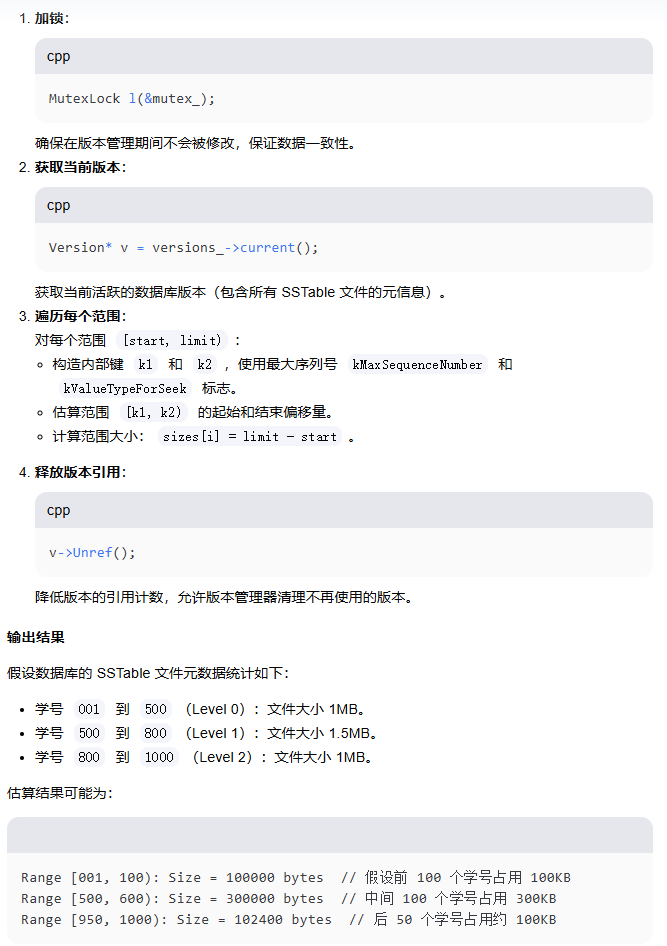 1. 加锁：
cpp
MutexLock l(&mutex_);
确保在版本管理期间不会被修改，保证数据一致性。
2. 获取当前版本：
cpp
Version* v = versions_->current();
获取当前活跃的数据库版本（包含所有 SSTable 文件的元信息）。
3. 遍历每个范围：
对每个范围 [start, limit) ：
构造内部键 k1 和 k2 ，使用最大序列号 kMaxSequenceNumber 和
kValueTypeForSeek 标志。
估算范围 [k1, k2) 的起始和结束偏移量。
计算范围大小： sizes[i] = limit - start 。
4. 释放版本引用：
cpp
v->Unref();
降低版本的引用计数，允许版本管理器清理不再使用的版本。
输出结果
假设数据库的 SSTable 文件元数据统计如下：
• 学号 001 到 500 （Level 0）：文件大小 1MB。
• 学号 500 到 800 （Level 1）：文件大小 1.5MB。
• 学号 800 到 1000 （Level 2）：文件大小 1MB。
估算结果可能为：
Range [001, 100): Size = 100000 bytes // 假设前 100 个学号占用 100KB
Range [500, 600): Size = 300000 bytes // 中间 100 个学号占用 300KB
Range [950, 1000): Size = 102400 bytes // 后 50 个学号占用约 100KB